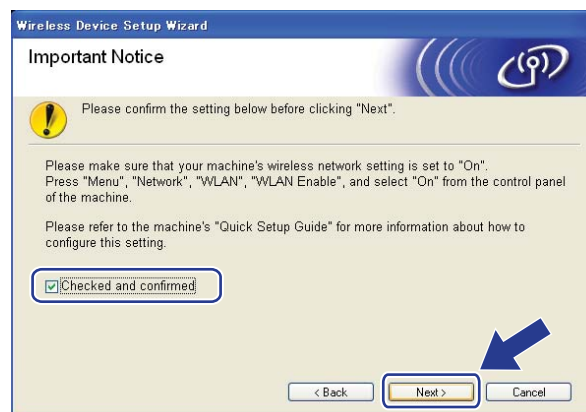 Wireless Device Setup Wizard
Important Notice
Please confirm the setting below before clicking "Next".
Please make sure that your machine's wireless network setting is set to "On".
Press "Menu", "Network", "WLAN", "WLAN Enable", and select "On" from the control panel
of the machine.
Please refer to the machine's "Quick Setup Guide" for more information about how to
configure this setting.
Checked and confirmed
< Back
Next >
Cancel